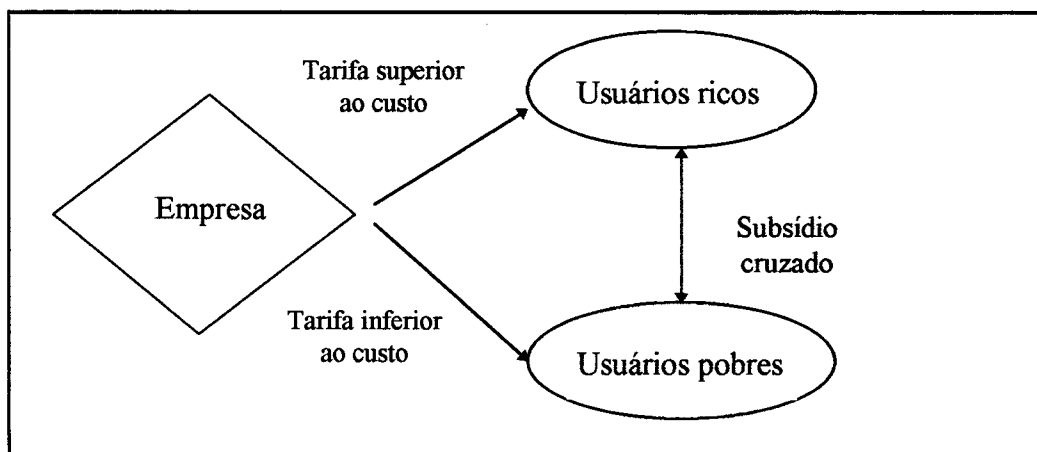 Tarifa superior
ao custo
Usuários ricos
Empresa
Subsídio
cruzado
Tarifa inferior
ao custo
Usuários pobres